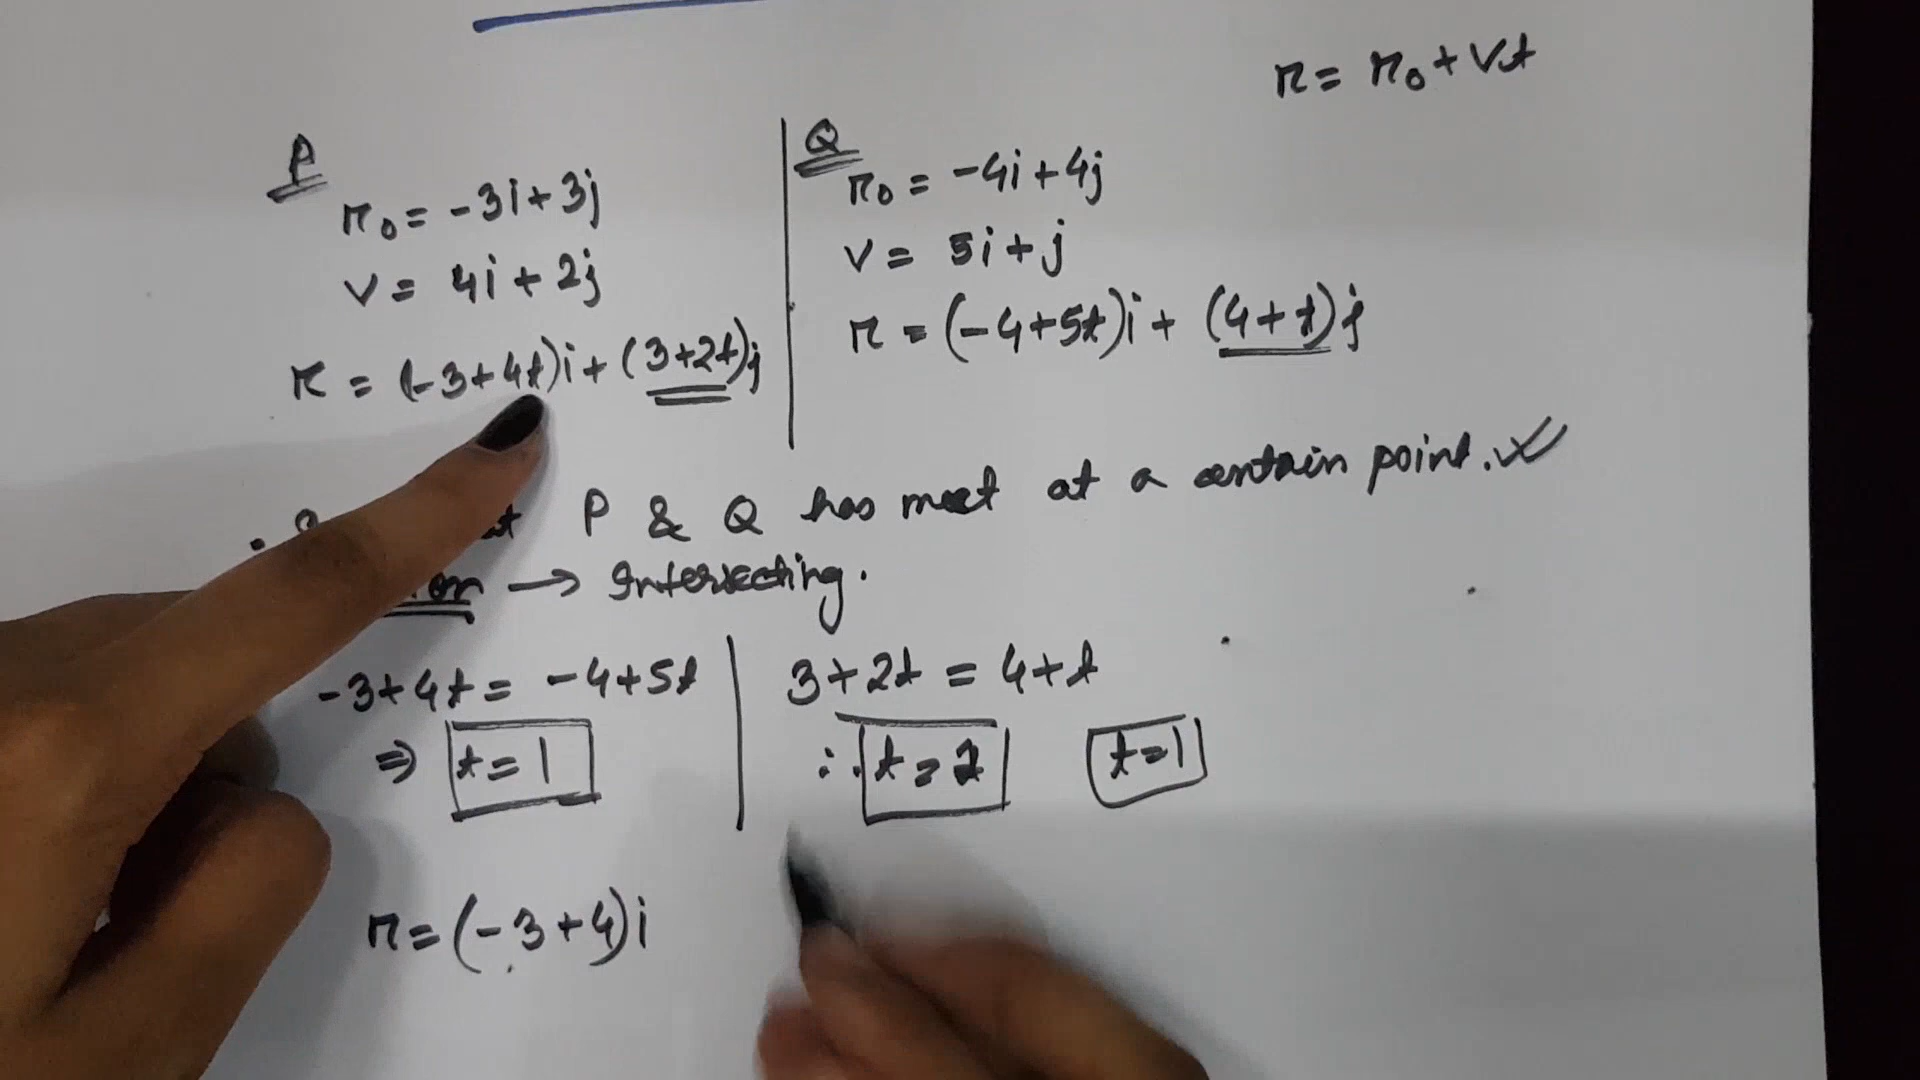 r = r₀ + vt
P
r₀ = -3i + 3j
v = 4i + 2j
r = (-3+4t)i + (3+2t)j
Q
r₀ = -4i + 4j
v = 5i + j
r = (-4+5t)i + (4+t)j
P & Q has meet at a certain point.
→ Intersecting.
-3+4t = -4+5t
⇒ t = 1
3+2t = 4+t
∴ t = 2 t = 1
r = (-3+4)i